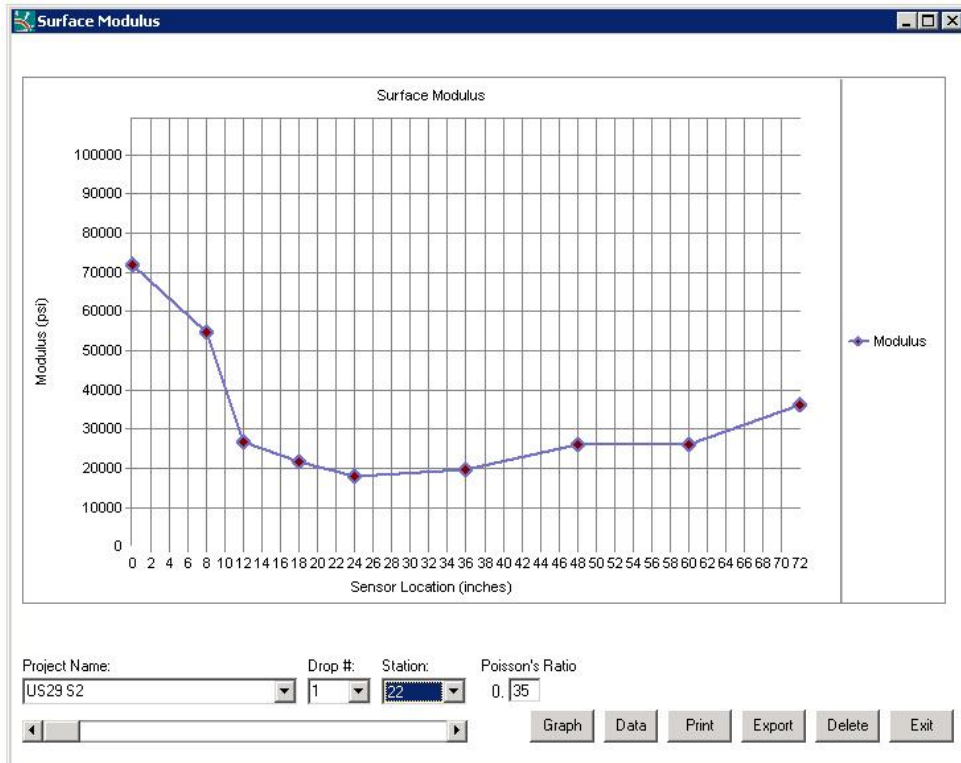 Surface Modulus
Surface Modulus
100000
90000
80000
70000
60000
50000
40000
30000
20000
10000
0
Modulus (psi)
0 2 4 6 8 10 12 14 16 18 20 22 24 26 28 30 32 34 36 38 40 42 44 46 48 50 52 54 56 58 60 62 64 66 68 70 72
Sensor Location (inches)
Modulus
Project Name: Drop #: Station: Poisson's Ratio
US29 S2 1 22 0. 35
Graph Data Print Export Delete Exit